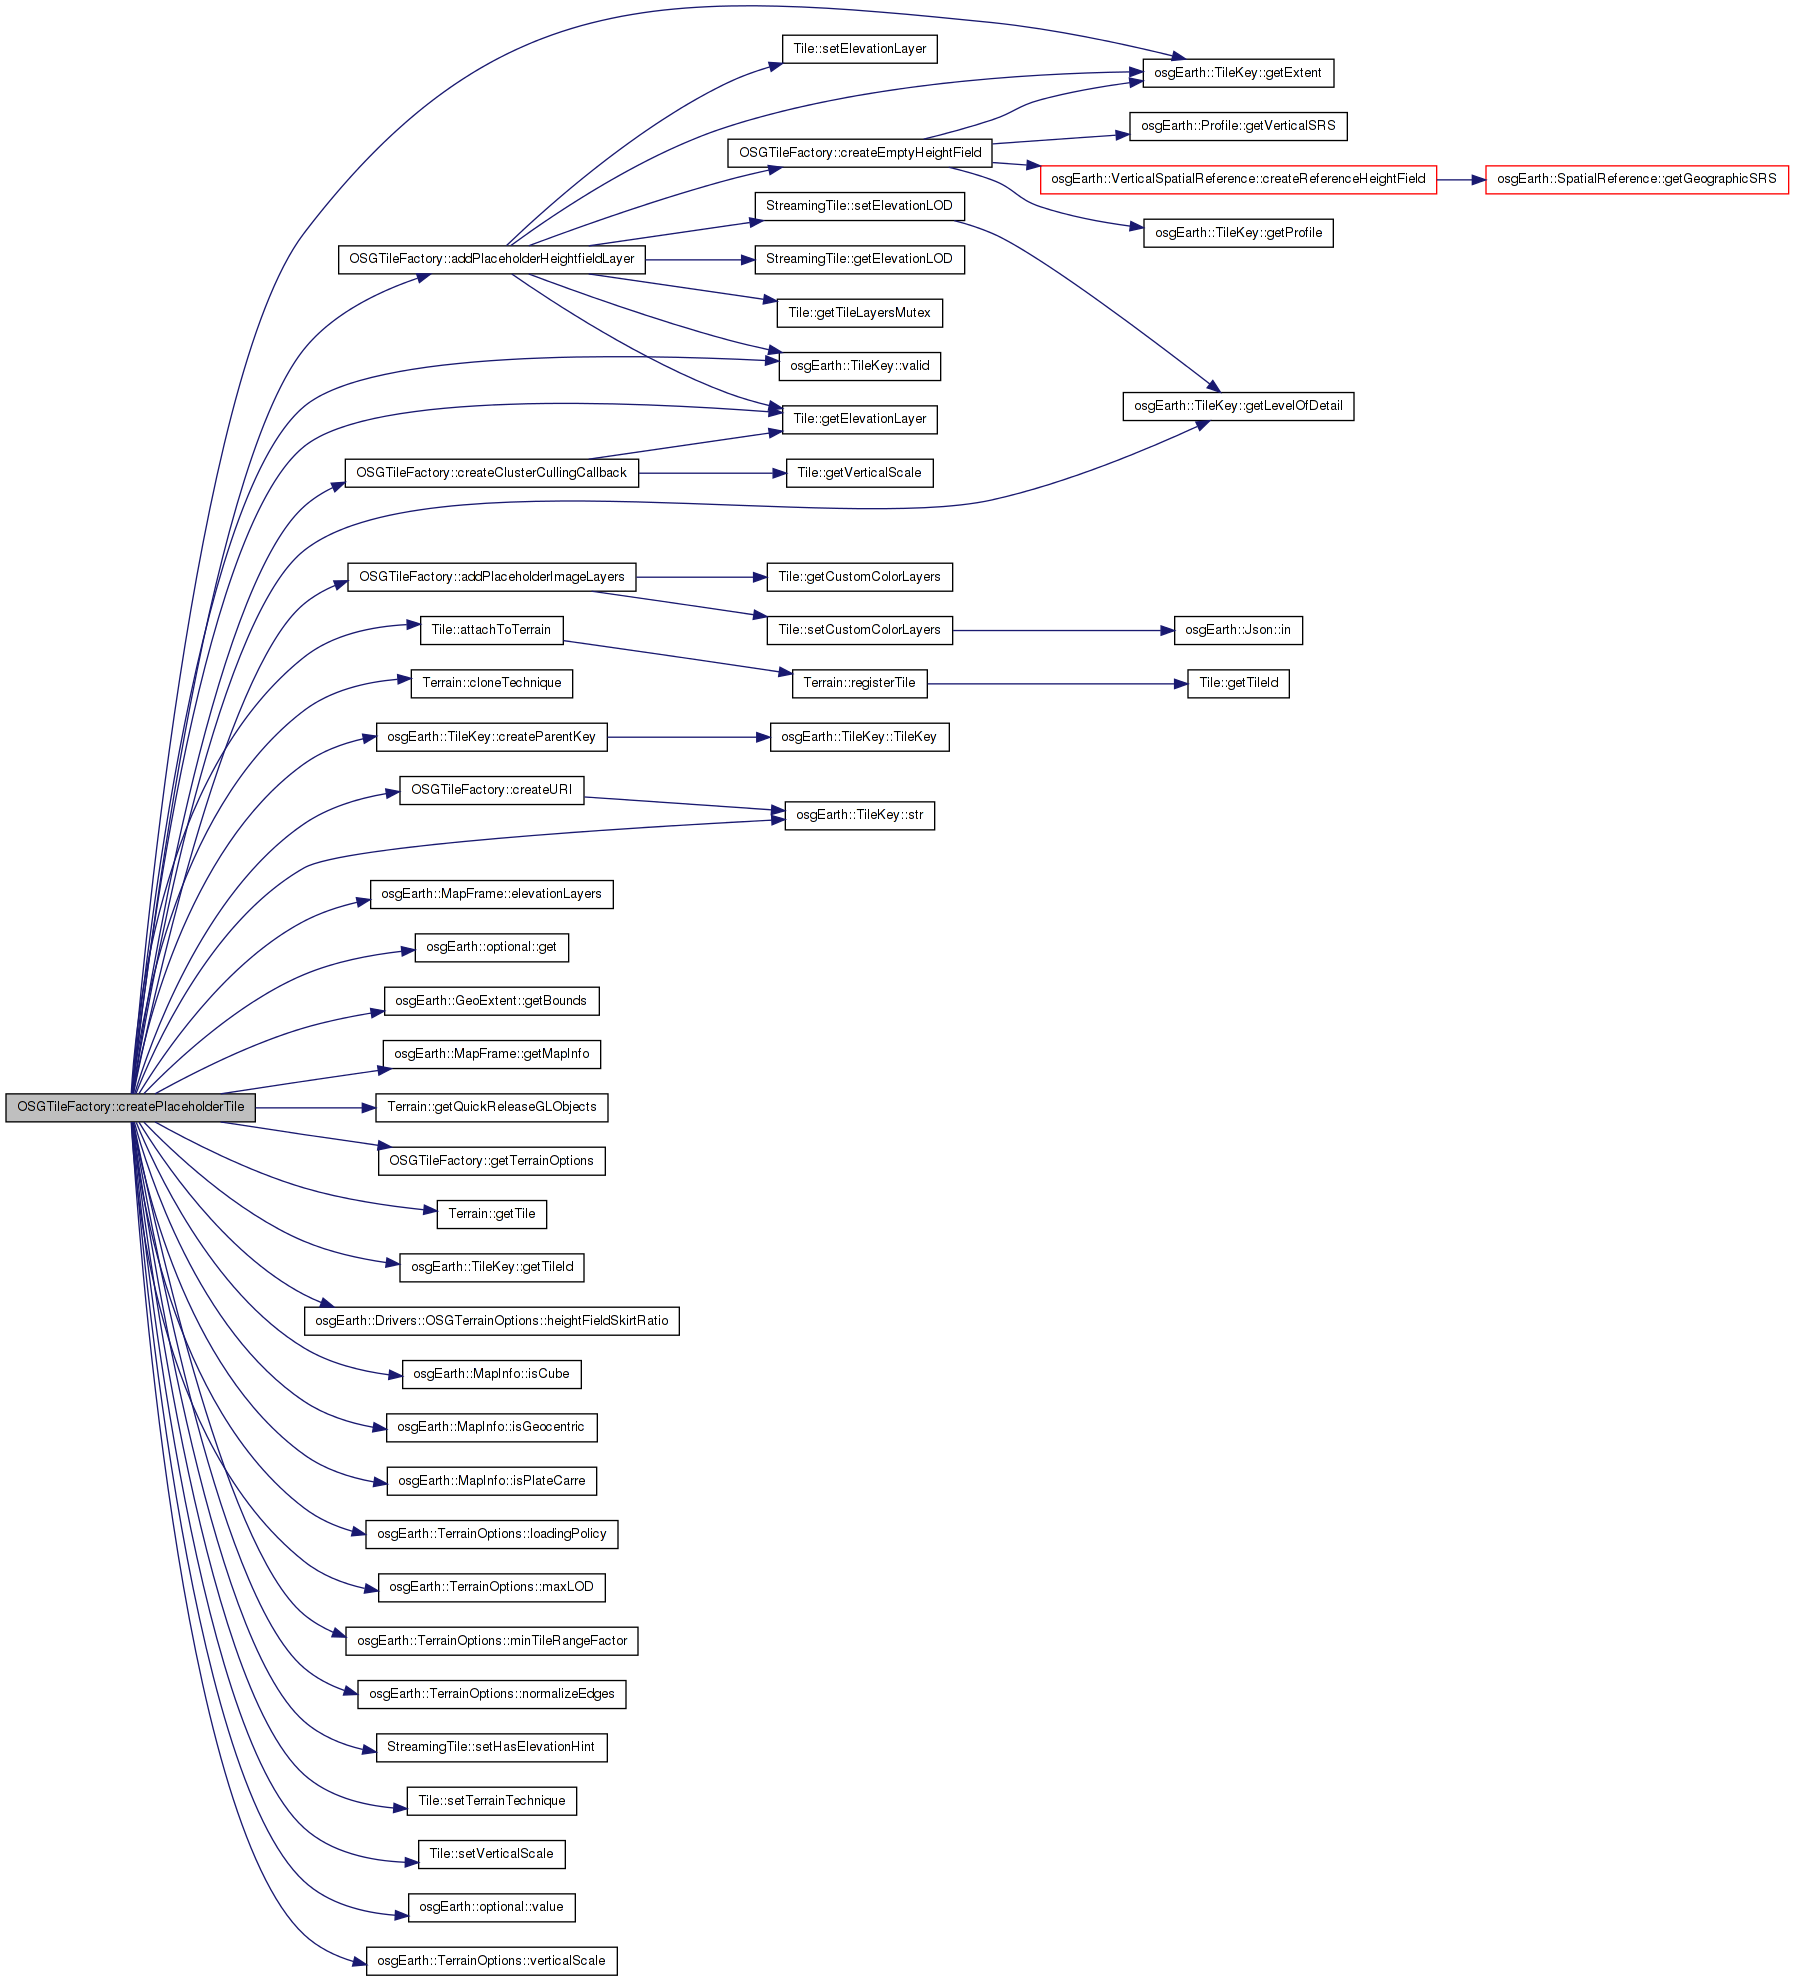 Tile::setElevationLayer
osgEarth::TileKey::getExtent
osgEarth::Profile::getVerticalSRS
OSGTileFactory::createEmptyHeightField
osgEarth::VerticalSpatialReference::createReferenceHeightField
osgEarth::SpatialReference::getGeographicSRS
StreamingTile::setElevationLOD
osgEarth::TileKey::getProfile
OSGTileFactory::addPlaceholderHeightfieldLayer
StreamingTile::getElevationLOD
Tile::getTileLayersMutex
osgEarth::TileKey::valid
osgEarth::TileKey::getLevelOfDetail
Tile::getElevationLayer
OSGTileFactory::createClusterCullingCallback
Tile::getVerticalScale
OSGTileFactory::addPlaceholderImageLayers
Tile::getCustomColorLayers
Tile::attachToTerrain
Tile::setCustomColorLayers
osgEarth::Json::in
Terrain::cloneTechnique
Terrain::registerTile
Tile::getTileId
osgEarth::TileKey::createParentKey
osgEarth::TileKey::TileKey
OSGTileFactory::createURI
osgEarth::TileKey::str
osgEarth::MapFrame::elevationLayers
osgEarth::optional::get
osgEarth::GeoExtent::getBounds
osgEarth::MapFrame::getMapInfo
OSGTileFactory::createPlaceholderTile
Terrain::getQuickReleaseGLObjects
OSGTileFactory::getTerrainOptions
Terrain::getTile
osgEarth::TileKey::getTileId
osgEarth::Drivers::OSGTerrainOptions::heightFieldSkirtRatio
osgEarth::MapInfo::isCube
osgEarth::MapInfo::isGeocentric
osgEarth::MapInfo::isPlateCarre
osgEarth::TerrainOptions::loadingPolicy
osgEarth::TerrainOptions::maxLOD
osgEarth::TerrainOptions::minTileRangeFactor
osgEarth::TerrainOptions::normalizeEdges
StreamingTile::setHasElevationHint
Tile::setTerrainTechnique
Tile::setVerticalScale
osgEarth::optional::value
osgEarth::TerrainOptions::verticalScale